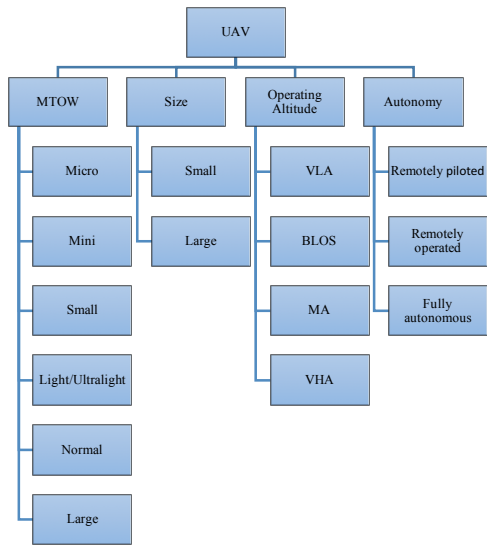 UAV
MTOW
Size
Operating
Altitude
Autonomy
Micro
Mini
Small
Light/Ultralight
Normal
Large
Small
Large
VLA
BLOS
MA
VHA
Remotely piloted
Remotely
operated
Fully
autonomous